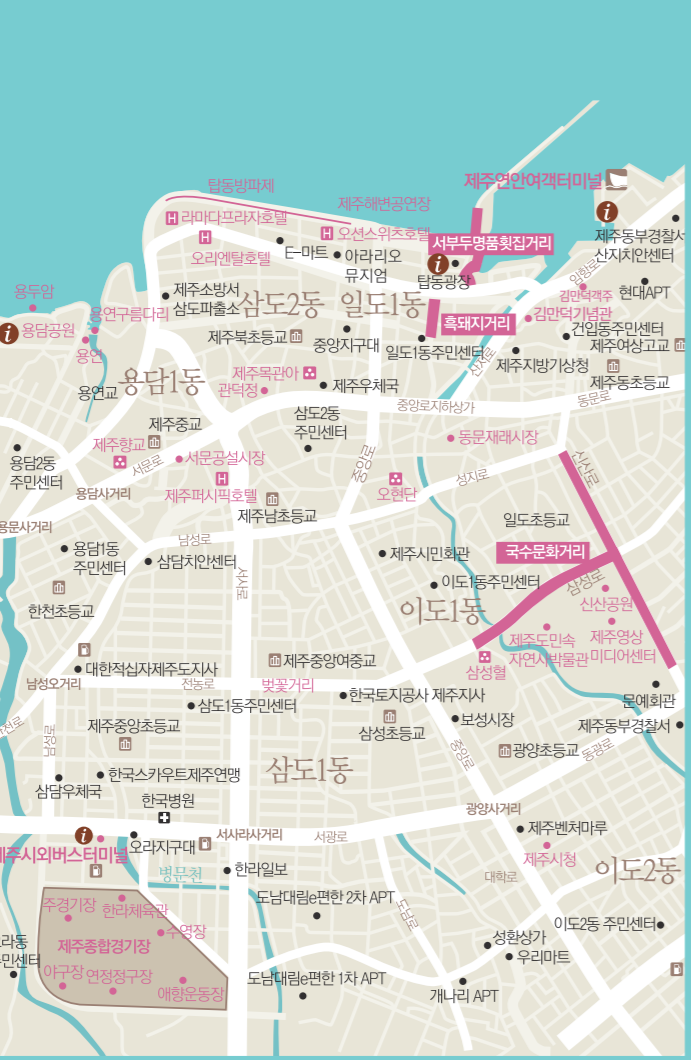 탑동방파제
제주연안여객터미널
제주해변공연장
라마다프라자호텔
오션스위츠호텔
서부두명품횟집거리
제주동부경찰서
산지치안센터
오리엔탈호텔
E-마트
아라리오
뮤지엄
탑동광장
임항로
현대APT
용두암
제주소방서
삼도파출소
삼도2동
일도1동
김만덕객주
용연구름다리
김만덕기념관
용담공원
흑돼지거리
건입동주민센터
제주북초등교
중앙지구대
일도1동주민센터
산지로
제주여상고교
용연
제주지방기상청
제주목관아
제주동초등교
용담1동
용연교
관덕정
제주우체국
중앙로지하상가
동문로
삼도2동
주민센터
제주중교
동문재래시장
제주향교
서문로
서문공설시장
중앙로
용담2동
주민센터
신산로
성지로
용담사거리
제주퍼시픽호텔
오현단
제주남초등교
일도초등교
용문사거리
남성로
용담1동
주민센터
삼담치안센터
제주시민회관
국수문화거리
서사로
이도1동주민센터
삼성로
한천초등교
이도1동
신산공원
제주도민속
자연사박물관
제주영상
미디어센터
대한적십자제주도지사
제주중앙여중교
삼성혈
남성오거리
전농로
벚꽃거리
한국토지공사 제주지사
문예회관
삼도1동주민센터
보성시장
제주동부경찰서
제주중앙초등교
남성로
삼성초등교
중앙로
광양초등교
동광로
삼도1동
한국스카우트제주연맹
삼담우체국
한국병원
광양사거리
서사라사거리
서광로
제주벤처마루
오라지구대
제주시청
병문천
한라일보
대학로
이도2동
주경기장
한라체육관
도남대림e편한 2차 APT
도남로
이도2동 주민센터
수영장
제주종합경기장
성환상가
우리마트
야구장
연정정구장
도남대림e편한 1차 APT
애향운동장
개나리 APT